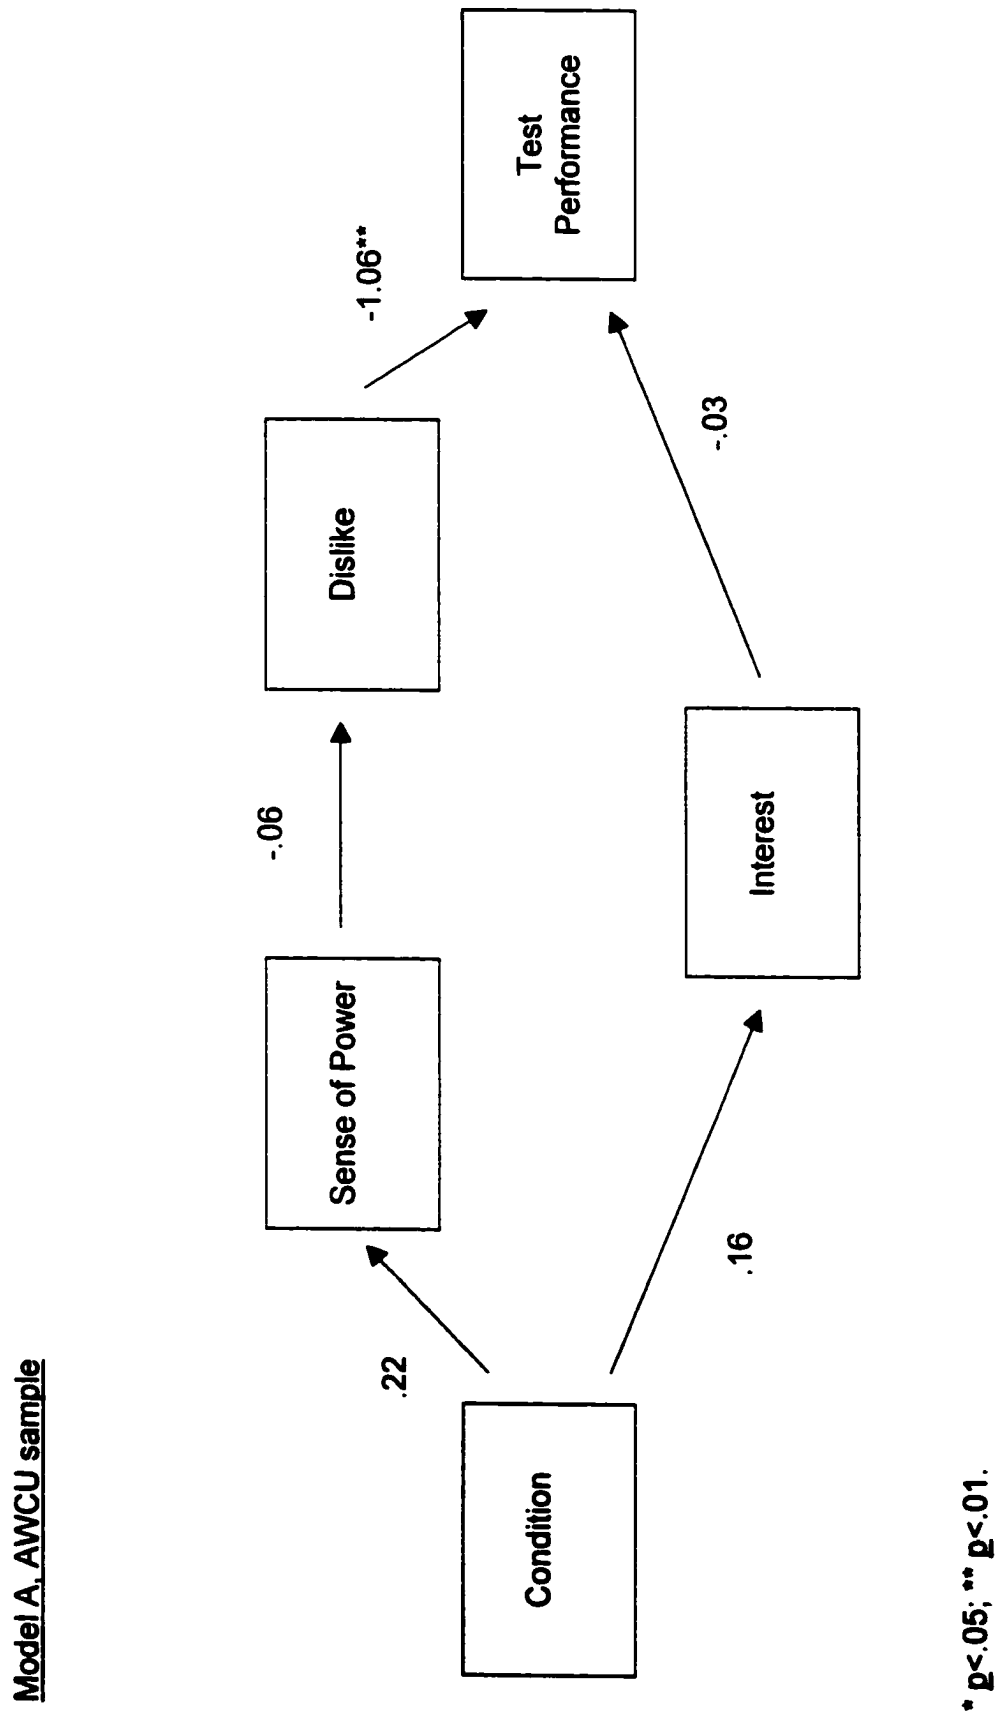 Model A, AWCU sample
Condition
.22
.16
Sense of Power
Interest
-.06
Dislike
-.03
-1.06**
Test
Performance
* p<.05; ** p<.01.